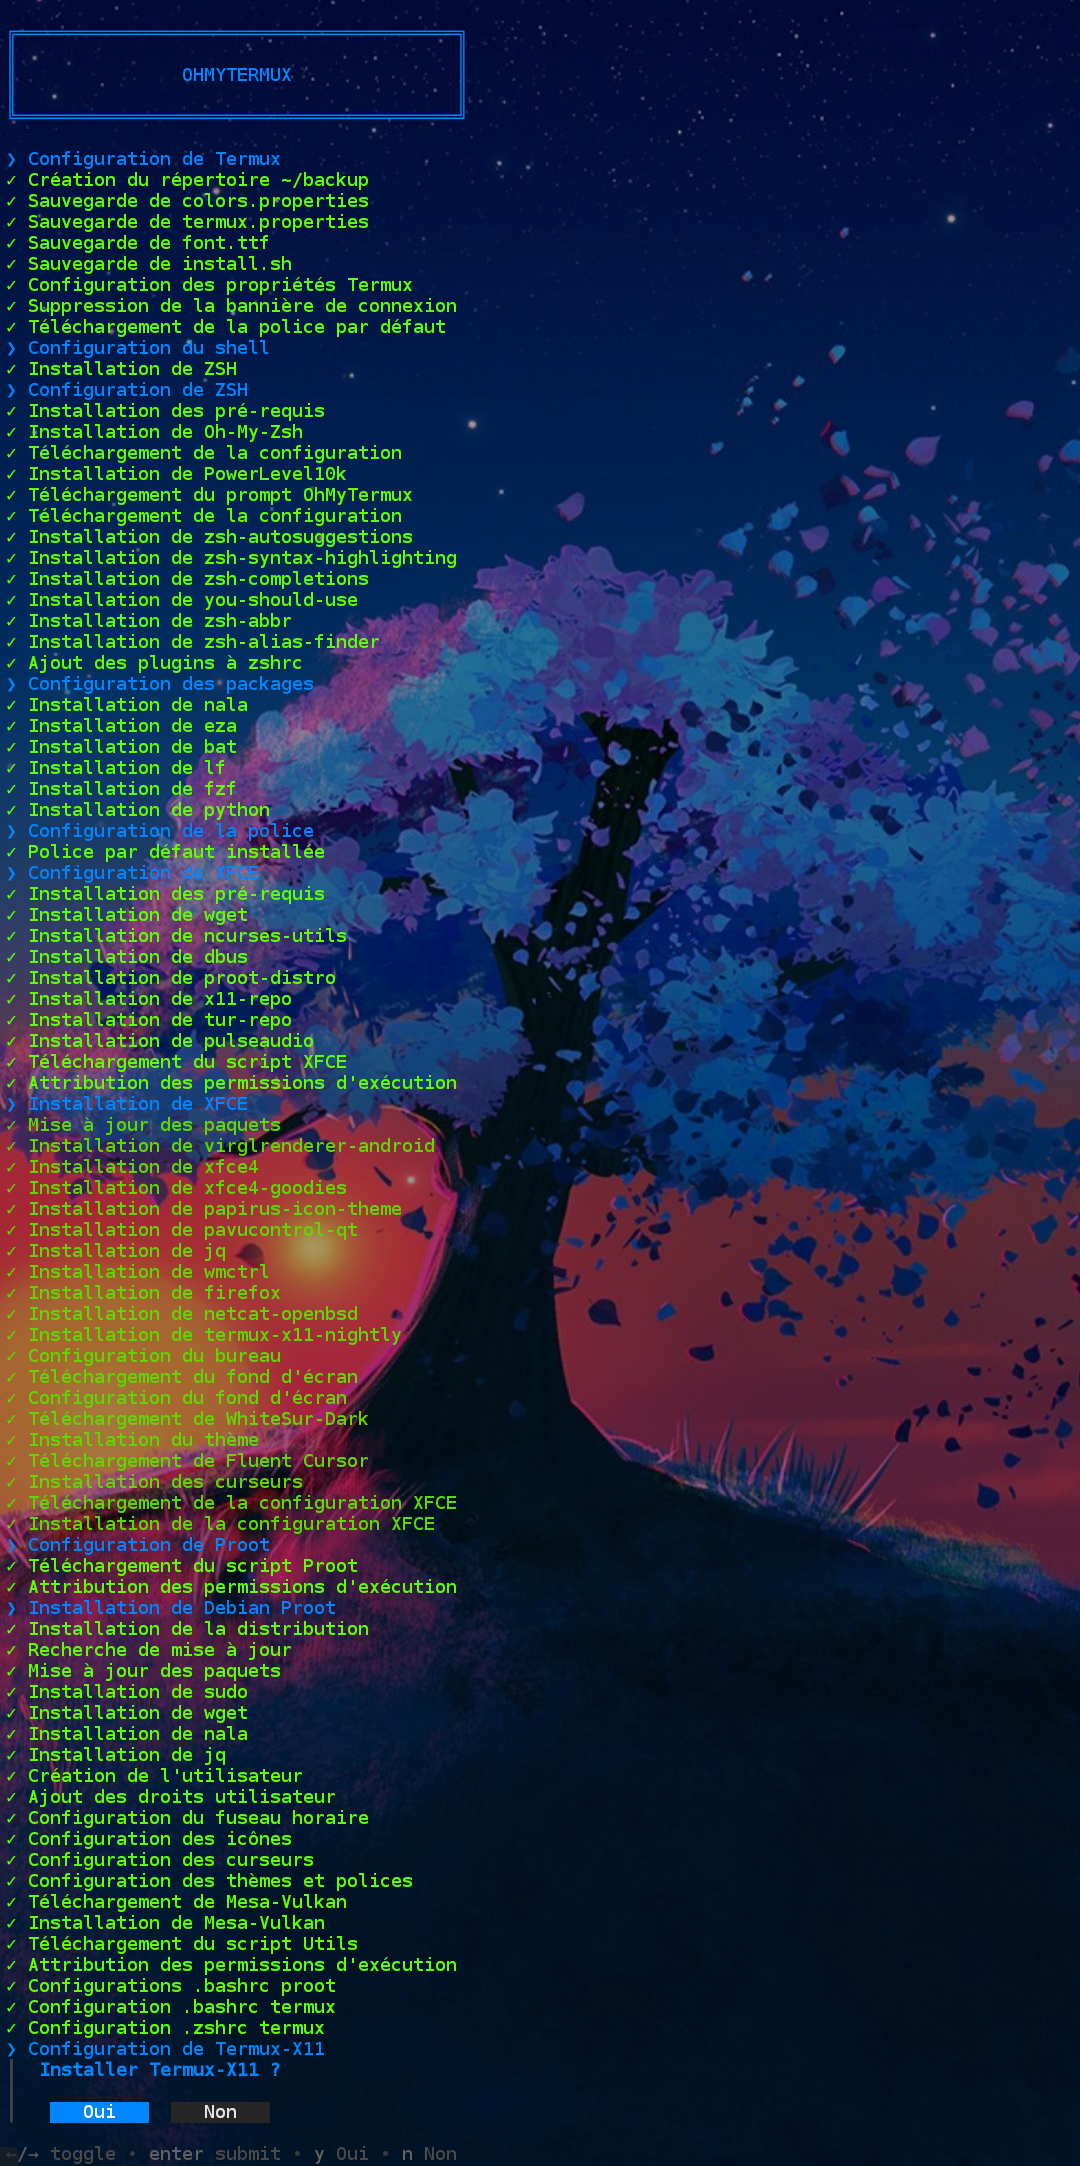 OHMYTERMUX
❯ Configuration de Termux
✓ Création du répertoire ~/backup
✓ Sauvegarde de colors.properties
✓ Sauvegarde de termux.properties
✓ Sauvegarde de font.ttf
✓ Sauvegarde de install.sh
✓ Configuration des propriétés Termux
✓ Suppression de la bannière de connexion
✓ Téléchargement de la police par défaut
❯ Configuration du shell
✓ Installation de ZSH
❯ Configuration de ZSH
✓ Installation des pré-requis
✓ Installation de Oh-My-Zsh
✓ Téléchargement de la configuration
✓ Installation de PowerLevel10k
✓ Téléchargement du prompt OhMyTermux
✓ Téléchargement de la configuration
✓ Installation de zsh-autosuggestions
✓ Installation de zsh-syntax-highlighting
✓ Installation de zsh-completions
✓ Installation de you-should-use
✓ Installation de zsh-abbr
✓ Installation de zsh-alias-finder
✓ Ajout des plugins à zshrc
❯ Configuration des packages
✓ Installation de nala
✓ Installation de eza
✓ Installation de bat
✓ Installation de lf
✓ Installation de fzf
✓ Installation de python
❯ Configuration de la police
✓ Police par défaut installée
❯ Configuration de XFCE
✓ Installation des pré-requis
✓ Installation de wget
✓ Installation de ncurses-utils
✓ Installation de dbus
✓ Installation de proot-distro
✓ Installation de x11-repo
✓ Installation de tur-repo
✓ Installation de pulseaudio
✓ Téléchargement du script XFCE
✓ Attribution des permissions d'exécution
❯ Installation de XFCE
✓ Mise à jour des paquets
✓ Installation de virglrenderer-android
✓ Installation de xfce4
✓ Installation de xfce4-goodies
✓ Installation de papirus-icon-theme
✓ Installation de pavucontrol-qt
✓ Installation de jq
✓ Installation de wmctrl
✓ Installation de firefox
✓ Installation de netcat-openbsd
✓ Installation de termux-x11-nightly
✓ Configuration du bureau
✓ Téléchargement du fond d'écran
✓ Configuration du fond d'écran
✓ Téléchargement de WhiteSur-Dark
✓ Installation du thème
✓ Téléchargement de Fluent Cursor
✓ Installation des curseurs
✓ Téléchargement de la configuration XFCE
✓ Installation de la configuration XFCE
❯ Configuration de Proot
✓ Téléchargement du script Proot
✓ Attribution des permissions d'exécution
❯ Installation de Debian Proot
✓ Installation de la distribution
✓ Recherche de mise à jour
✓ Mise à jour des paquets
✓ Installation de sudo
✓ Installation de wget
✓ Installation de nala
✓ Installation de jq
✓ Création de l'utilisateur
✓ Ajout des droits utilisateur
✓ Configuration du fuseau horaire
✓ Configuration des icônes
✓ Configuration des curseurs
✓ Configuration des thèmes et polices
✓ Téléchargement de Mesa-Vulkan
✓ Installation de Mesa-Vulkan
✓ Téléchargement du script Utils
✓ Attribution des permissions d'exécution
✓ Configurations .bashrc proot
✓ Configuration .bashrc termux
✓ Configuration .zshrc termux
❯ Configuration de Termux-X11
Installer Termux-X11 ?
Oui Non
←/→ toggle • enter submit • y Oui • n Non